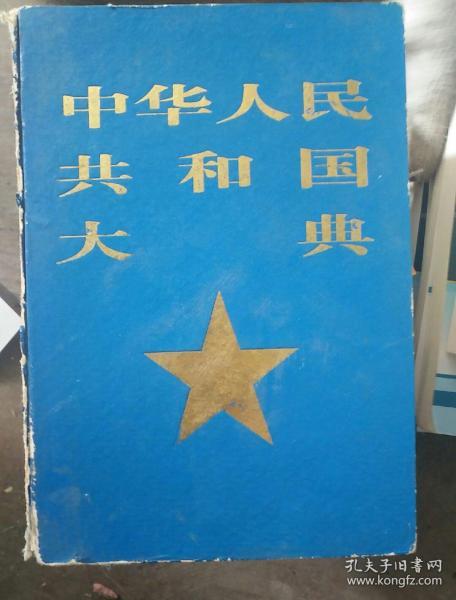 中华人民
共和国
大典
孔夫子旧书网
www.kongfz.com